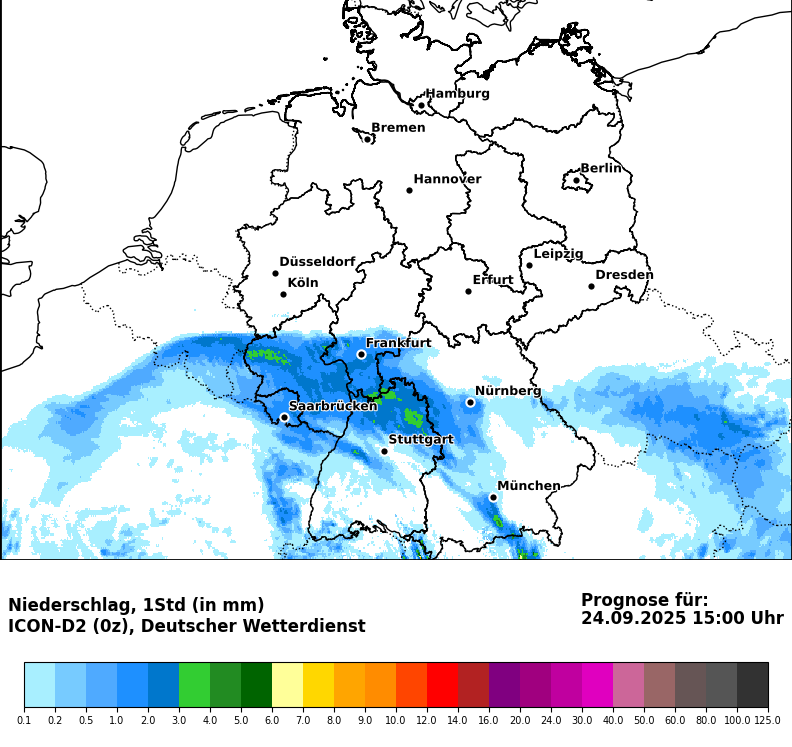 Hamburg
Bremen
Berlin
Hannover
Leipzig
Düsseldorf
Dresden
Köln
Erfurt
Frankfurt
Nürnberg
Saarbrücken
Stuttgart
München
Niederschlag, 1Std (in mm)
ICON-D2 (0z), Deutscher Wetterdienst
Prognose für:
24.09.2025 15:00 Uhr
0.1 0.2 0.5 1.0 2.0 3.0 4.0 5.0 6.0 7.0 8.0 9.0 10.0 12.0 14.0 16.0 20.0 24.0 30.0 40.0 50.0 60.0 80.0 100.0 125.0